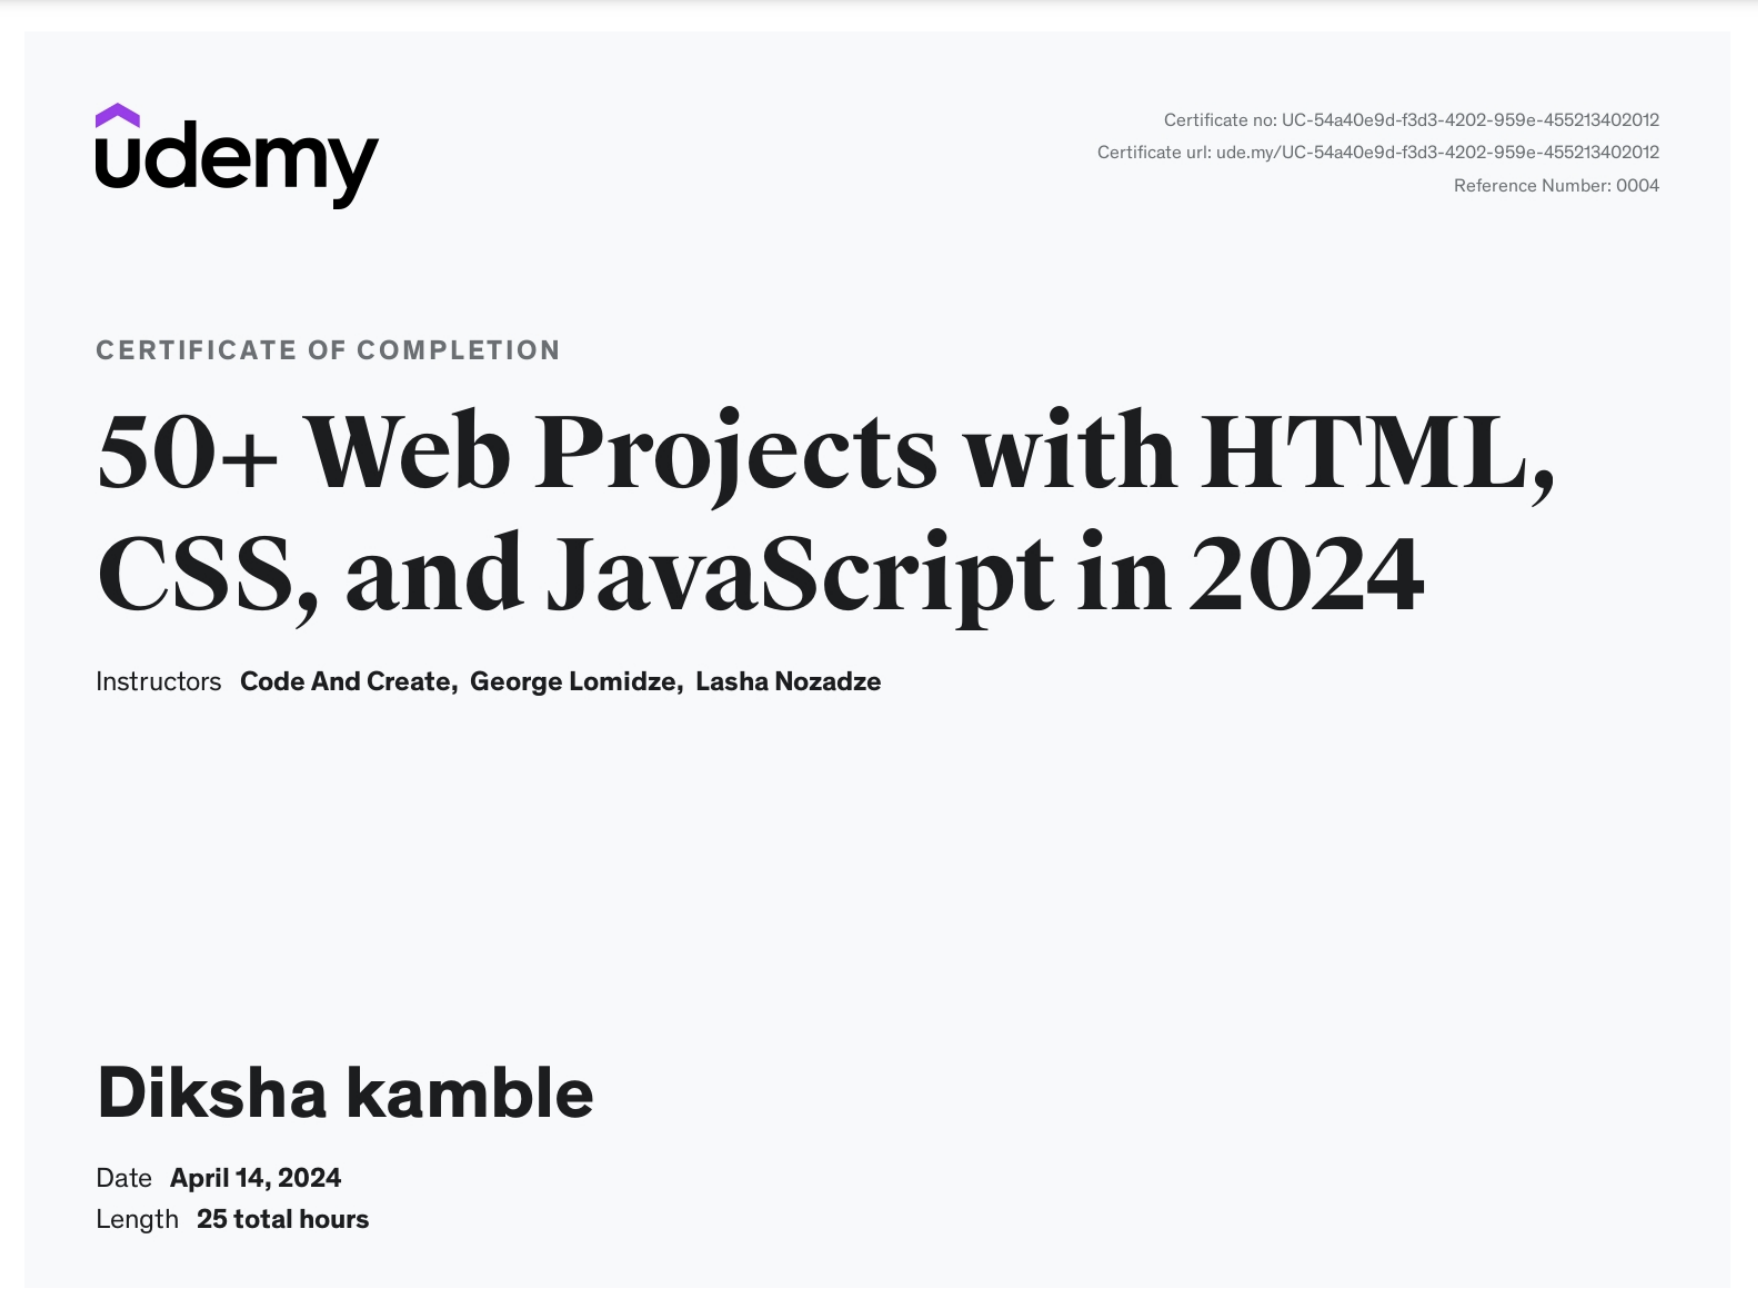 udemy
Certificate no: UC-54a40e9d-f3d3-4202-959e-455213402012
Certificate url: ude.my/UC-54a40e9d-f3d3-4202-959e-455213402012
Reference Number: 0004
CERTIFICATE OF COMPLETION
50+ Web Projects with HTML,
CSS, and JavaScript in 2024
Instructors Code And Create, George Lomidze, Lasha Nozadze
Diksha kamble
Date April 14, 2024
Length 25 total hours